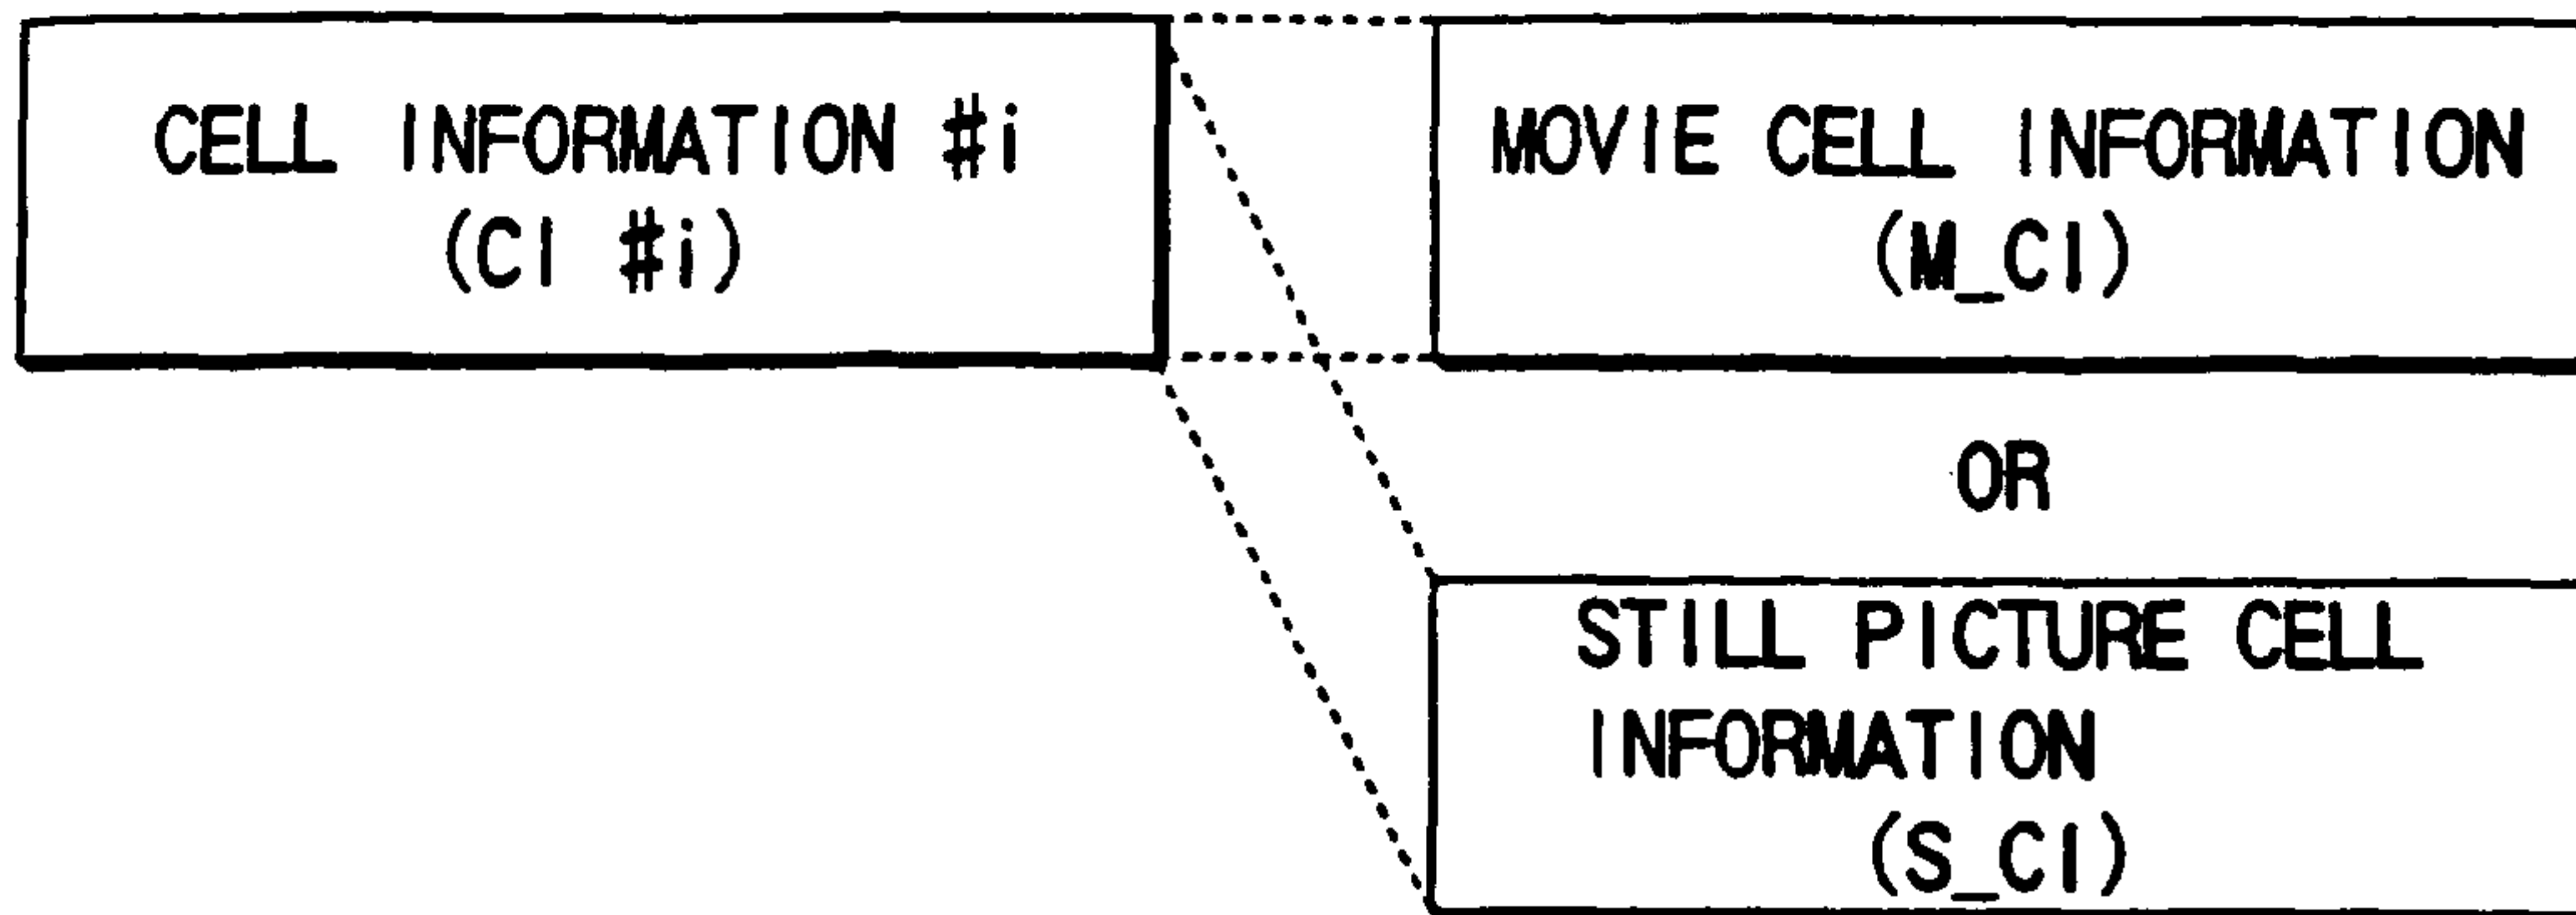 CELL INFORMATION #i
(CI #i)
MOVIE CELL INFORMATION
(M_CI)
OR
STILL PICTURE CELL
INFORMATION
(S_CI)